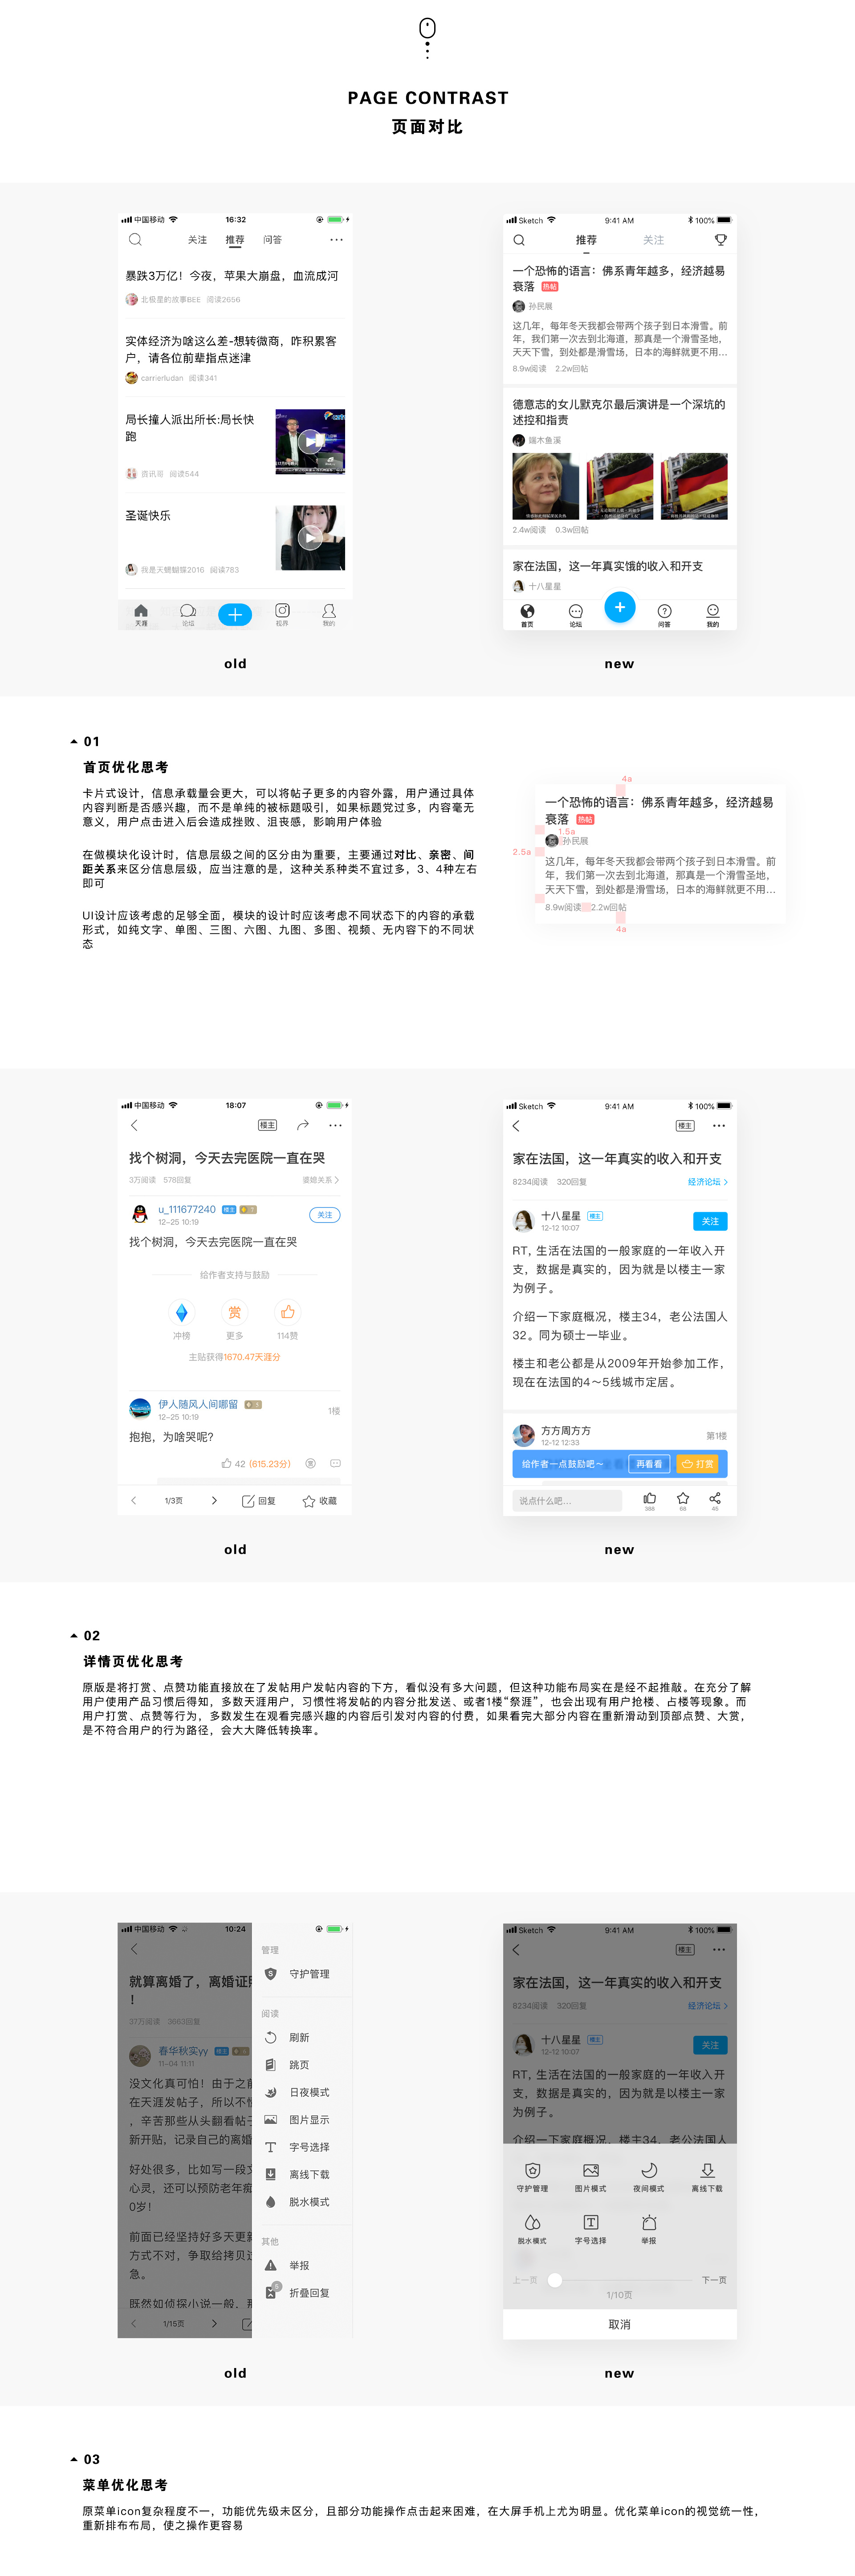 PAGE CONTRAST
页面对比
中国移动
16:32
关注
推荐
问答
暴跌3万亿！今夜，苹果大崩盘，血流成河
北极星的故事BEE 阅读2656
实体经济为啥这么差-想转微商，咋积累客
户，请各位前辈指点迷津
carrierludan 阅读341
局长撞人派出所长:局长快
跑
资讯哥 阅读544
圣诞快乐
我是天蝎蝴蝶2016 阅读783
天涯
论坛
视界
我的
old
Sketch
9:41 AM
100%
推荐
关注
一个恐怖的语言：佛系青年越多，经济越易
衰落 热帖
孙民展
这几年，每年冬天我都会带两个孩子到日本滑雪。前
年，我们第一次去到北海道，那真是一个滑雪圣地，
天天下雪，到处都是滑雪场，日本的海鲜就更不用...
8.9w阅读 2.2w回帖
德意志的女儿默克尔最后演讲是一个深坑的
述控和指责
端木鱼溪
2.4w阅读 0.3w回帖
家在法国，这一年真实饿的收入和开支
十八星星
首页
论坛
问答
我的
new
01
首页优化思考
卡片式设计，信息承载量会更大，可以将帖子更多的内容外露，用户通过具体
内容判断是否感兴趣，而不是单纯的被标题吸引，如果标题党过多，内容毫无
意义，用户点击进入后会造成挫败、沮丧感，影响用户体验
在做模块化设计时，信息层级之间的区分由为重要，主要通过对比、亲密、间
距关系来区分信息层级，应当注意的是，这种关系种类不宜过多，3、4种左右
即可
UI设计应该考虑的足够全面，模块的设计时应该考虑不同状态下的内容的承载
形式，如纯文字、单图、三图、六图、九图、多图、视频、无内容下的不同状
态
4a
一个恐怖的语言：佛系青年越多，经济越易
衰落 热帖
1.5a
孙民展
2.5a
这几年，每年冬天我都会带两个孩子到日本滑雪。前
年，我们第一次去到北海道，那真是一个滑雪圣地，
天天下雪，到处都是滑雪场，日本的海鲜就更不用...
8.9w阅读 2.2w回帖
4a
中国移动
18:07
楼主
找个树洞，今天去完医院一直在哭
3万阅读 578回复
婆媳关系
u_111677240 楼主
12-25 10:19
关注
找个树洞，今天去完医院一直在哭
给作者支持与鼓励
赏
冲榜
更多
114赞
主贴获得1670.47天涯分
伊人随风人间哪留
12-25 10:19
1楼
抱抱，为啥哭呢?
42 (615.23分)
1/3页
回复
收藏
old
Sketch
9:41 AM
100%
楼主
家在法国，这一年真实的收入和开支
8234阅读 320回复
经济论坛
十八星星 楼主
12-12 10:07
关注
RT, 生活在法国的一般家庭的一年收入开
支，数据是真实的，因为就是以楼主一家
为例子。
介绍一下家庭概况，楼主34，老公法国人
32。同为硕士一毕业。
楼主和老公都是从2009年开始参加工作，
现在在法国的4～5线城市定居。
方方周方方
12-12 12:33
第1楼
给作者一点鼓励吧～
再看看
打赏
说点什么吧...
388
68
46
new
02
详情页优化思考
原版是将打赏、点赞功能直接放在了发帖用户发帖内容的下方，看似没有多大问题，但这种功能布局实在是经不起推敲。在充分了解
用户使用产品习惯后得知，多数天涯用户，习惯性将发帖的内容分批发送、或者1楼“祭涯”，也会出现有用户抢楼、占楼等现象。而
用户打赏、点赞等行为，多数发生在观看完感兴趣的内容后引发对内容的付费，如果看完大部分内容在重新滑动到顶部点赞、大赏，
是不符合用户的行为路径，会大大降低转换率。
中国移动
10:24
就算离婚了，离婚证
！
37万阅读 3663回复
春华秋实yy 楼主
11-04 11:11
没文化真可怕！由于之前
在天涯发帖子，所以不
，辛苦那些从头翻看帖子
新开贴，记录自己的离婚
好处很多，比如写一段文
心灵，还可以预防老年痴
0岁!
前面已经坚持好多天更新
方式不对，争取给拷贝过
急。
既然如侦探小说一般，
1/15页
管理
守护管理
阅读
刷新
跳页
日夜模式
图片显示
字号选择
离线下载
脱水模式
其他
举报
折叠回复
old
Sketch
9:41 AM
100%
楼主
家在法国，这一年真实的收入和开支
8234阅读 320回复
经济论坛
十八星星 楼主
12-12 10:07
关注
RT, 生活在法国的一般家庭的一年收入开
支，数据是真实的，因为就是以楼主一家
为例子。
介绍一下家庭概况，楼主34，老公法国人
守护管理
图片模式
夜间模式
离线下载
脱水模式
字号选择
举报
上一页
下一页
1/10页
取消
new
03
菜单优化思考
原菜单icon复杂程度不一，功能优先级未区分，且部分功能操作点击起来困难，在大屏手机上尤为明显。优化菜单icon的视觉统一性，
重新排布布局，使之操作更容易